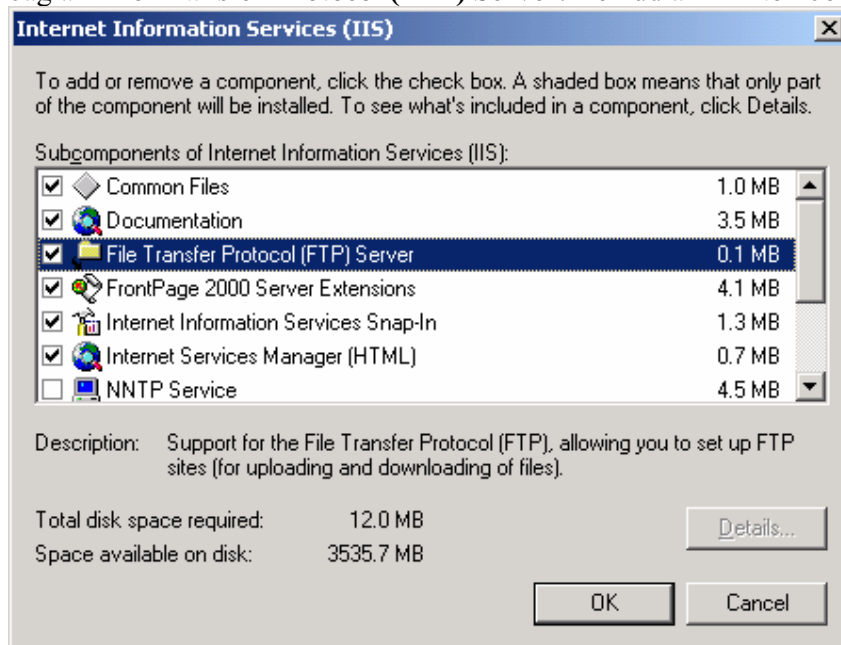 Internet Information Services (IIS)
To add or remove a component, click the check box. A shaded box means that only part
of the component will be installed. To see what's included in a component, click Details.
Subcomponents of Internet Information Services (IIS):
Common Files 1.0 MB
Documentation 3.5 MB
File Transfer Protocol (FTP) Server 0.1 MB
FrontPage 2000 Server Extensions 4.1 MB
Internet Information Services Snap-In 1.3 MB
Internet Services Manager (HTML) 0.7 MB
NNTP Service 4.5 MB
Description: Support for the File Transfer Protocol (FTP), allowing you to set up FTP
sites (for uploading and downloading of files).
Total disk space required: 12.0 MB
Details...
Space available on disk: 3535.7 MB
OK Cancel